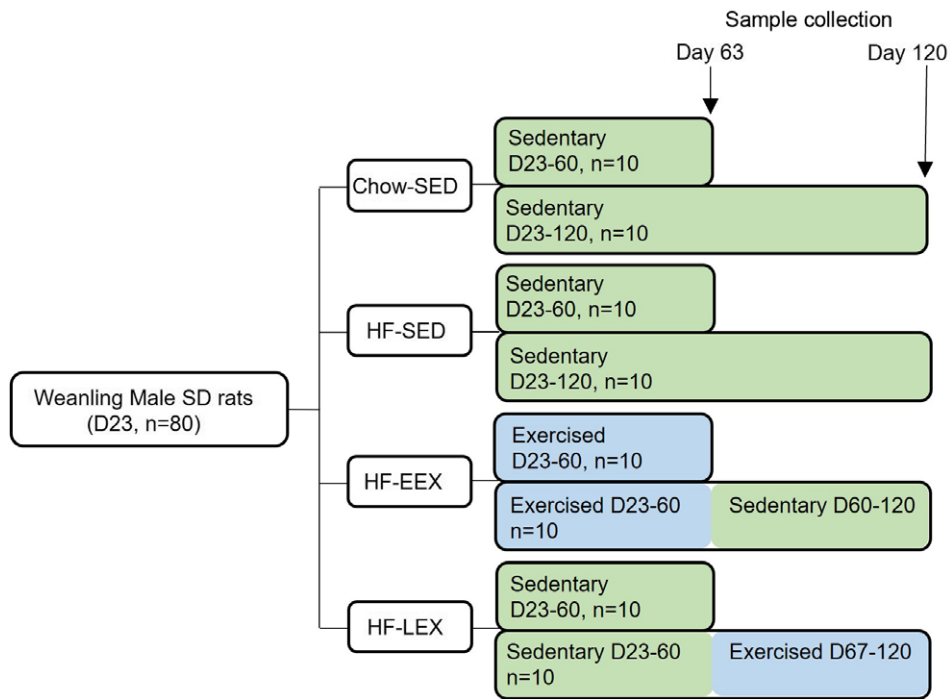 Sample collection
Day 63
Day 120
Chow-SED
Sedentary
D23-60, n=10
Sedentary
D23-120, n=10
HF-SED
Sedentary
D23-60, n=10
Sedentary
D23-120, n=10
Weanling Male SD rats
(D23, n=80)
HF-EEX
Exercised
D23-60, n=10
Exercised D23-60
n=10
Sedentary D60-120
HF-LEX
Sedentary
D23-60, n=10
Sedentary D23-60
n=10
Exercised D67-120